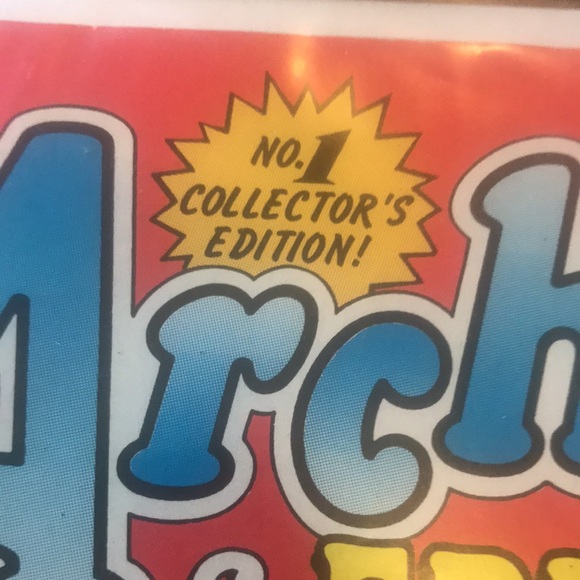 NO. 1
COLLECTOR'S
EDITION!
Arch